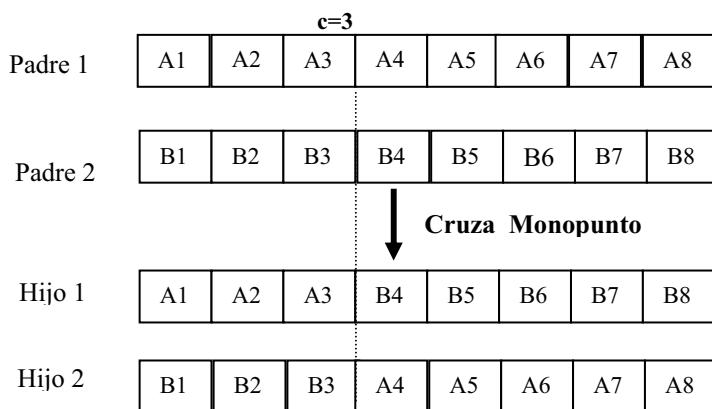 c=3
Padre 1 A1 A2 A3 A4 A5 A6 A7 A8
Padre 2 B1 B2 B3 B4 B5 B6 B7 B8
Cruza Monopunto
Hijo 1 A1 A2 A3 B4 B5 B6 B7 B8
Hijo 2 B1 B2 B3 A4 A5 A6 A7 A8